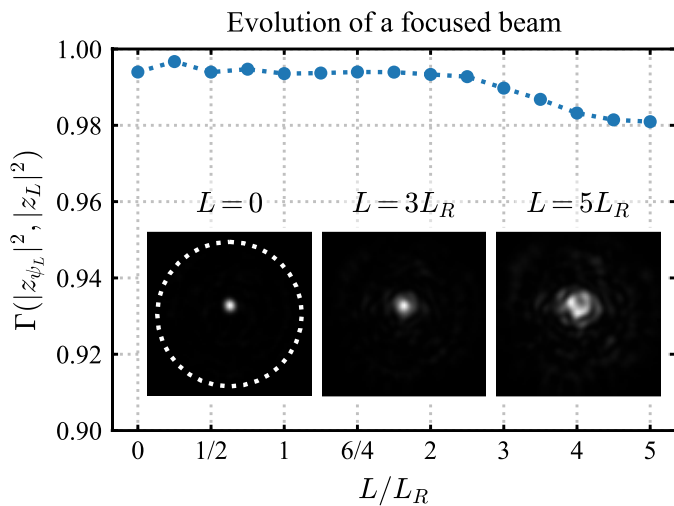 Evolution of a focused beam
1.00
0.98
0.96
0.94
0.92
0.90
Γ(|z_{ψ_L}|², |z_L|²)
L = 0
L = 3L_R
L = 5L_R
0 1/2 1 6/4 2 3 4 5
L/L_R